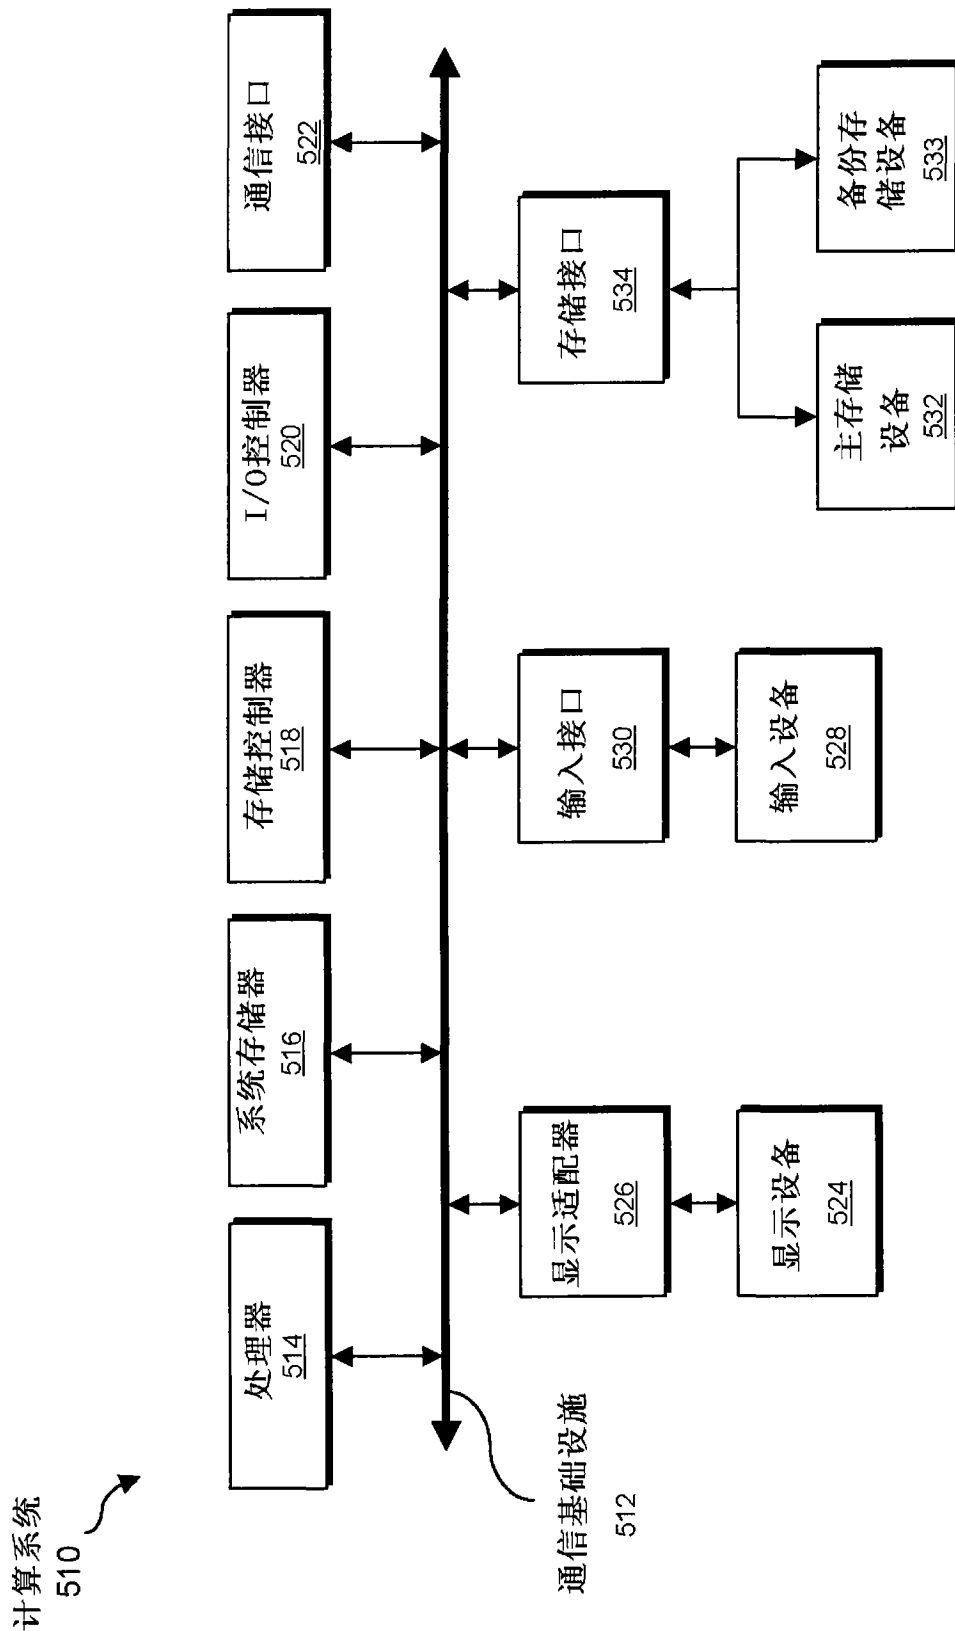 计算系统
510
处理器
514
系统存储器
516
存储控制器
518
I/O控制器
520
通信接口
522
通信基础设施
512
显示适配器
526
输入接口
530
存储接口
534
显示设备
524
输入设备
528
主存储
设备
532
备份存
储设备
533